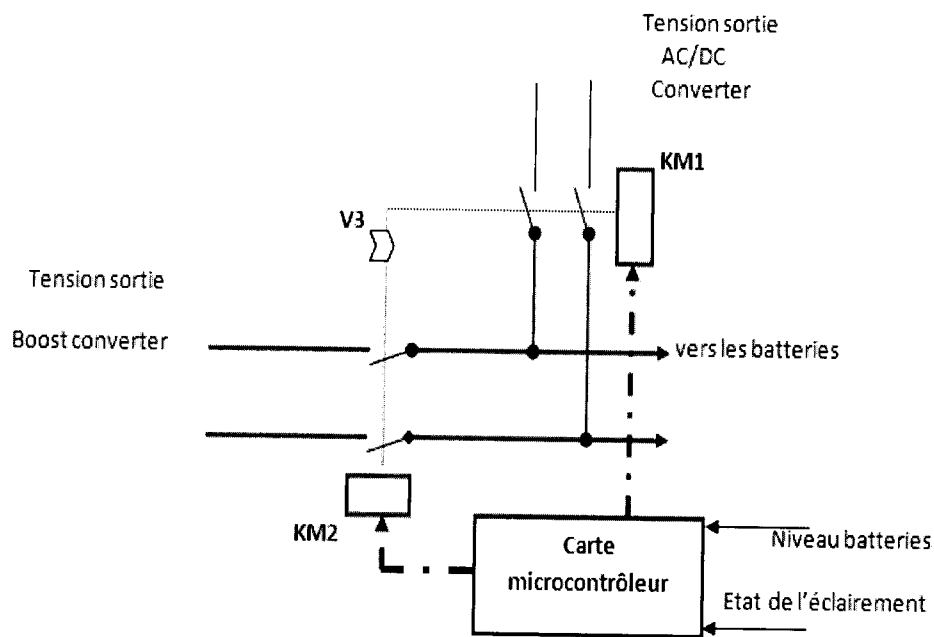 Tension sortie
AC/DC
Converter
KM1
V3
Tension sortie
Boost converter
vers les batteries
KM2
Carte
microcontrôleur
Niveau batteries
Etat de l'éclairement